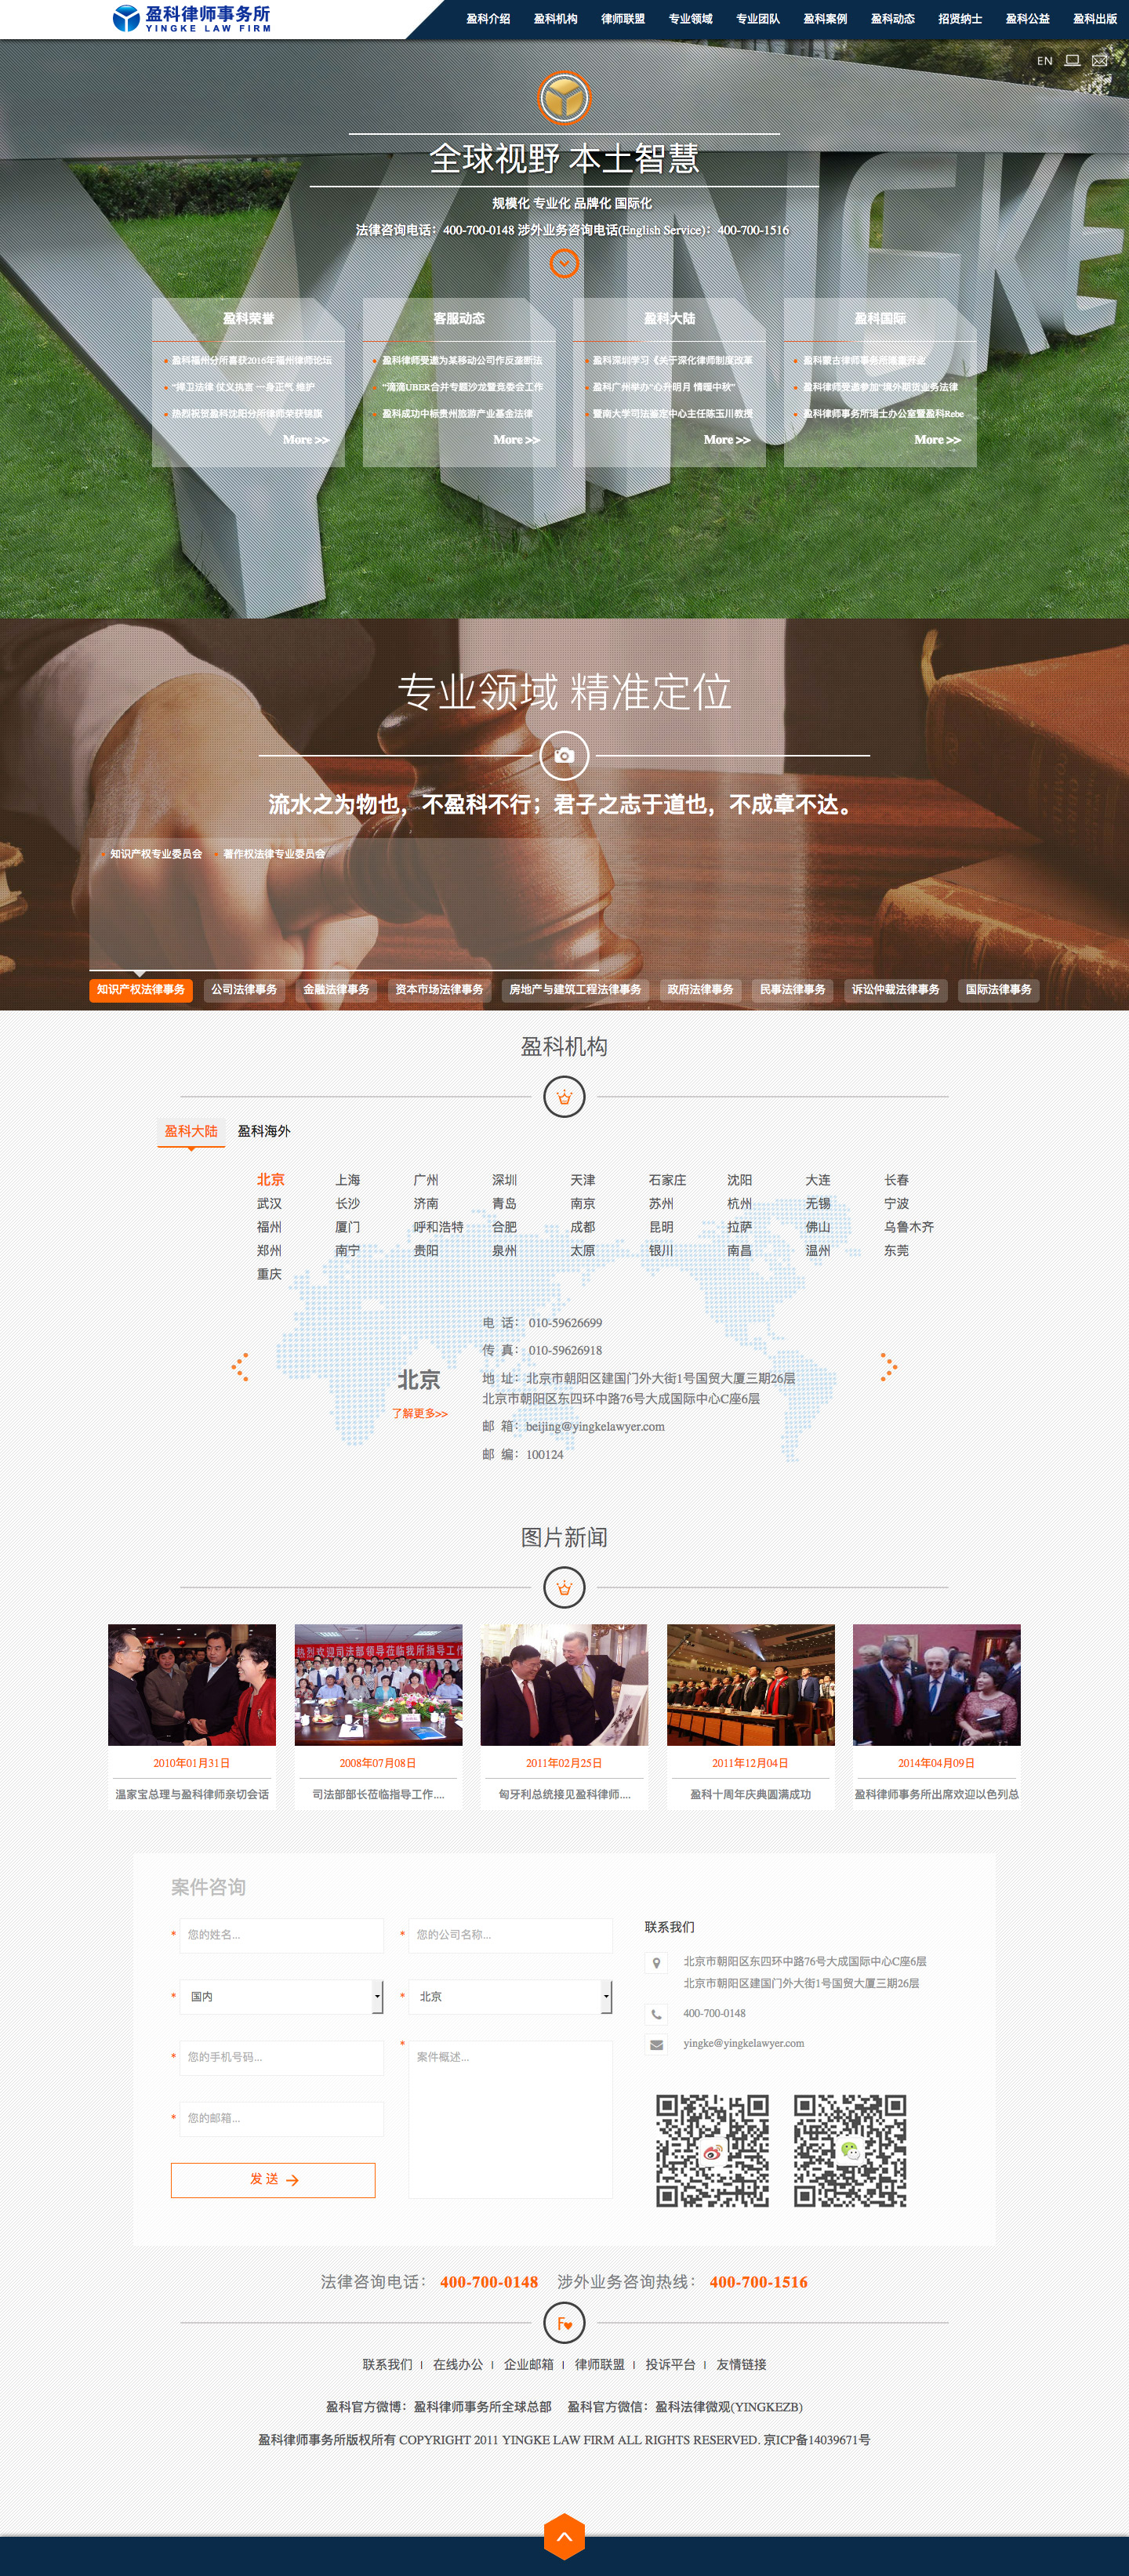 盈科律师事务所
YINGKE LAW FIRM
盈科介绍 盈科机构 律师联盟 专业领域 专业团队 盈科案例 盈科动态 招贤纳士 盈科公益 盈科出版
EN
YINGKE
全球视野 本土智慧
规模化 专业化 品牌化 国际化
法律咨询电话：400-700-0148 涉外业务咨询电话(English Service)：400-700-1516
盈科荣誉
盈科福州分所喜获2016年福州律师论坛
“捍卫法律 仗义执言 一身正气 维护
热烈祝贺盈科沈阳分所律师荣获锦旗
More >>
客服动态
盈科律师受邀为某移动公司作反垄断法
“滴滴UBER合并专题沙龙暨竞委会工作
盈科成功中标贵州旅游产业基金法律
More >>
盈科大陆
盈科深圳学习《关于深化律师制度改革
盈科广州举办“心升明月 情暖中秋”
暨南大学司法鉴定中心主任陈玉川教授
More >>
盈科国际
盈科蒙古律师事务所隆重开业
盈科律师受邀参加“境外期货业务法律
盈科律师事务所瑞士办公室暨盈科Rebe
More >>
专业领域 精准定位
流水之为物也，不盈科不行；君子之志于道也，不成章不达。
知识产权专业委员会 著作权法律专业委员会
知识产权法律事务 公司法律事务 金融法律事务 资本市场法律事务 房地产与建筑工程法律事务 政府法律事务 民事法律事务 诉讼仲裁法律事务 国际法律事务
盈科机构
盈科大陆 盈科海外
北京 上海 广州 深圳 天津 石家庄 沈阳 大连 长春
武汉 长沙 济南 青岛 南京 苏州 杭州 无锡 宁波
福州 厦门 呼和浩特 合肥 成都 昆明 拉萨 佛山 乌鲁木齐
郑州 南宁 贵阳 泉州 太原 银川 南昌 温州 东莞
重庆
北京
了解更多>>
电 话： 010-59626699
传 真： 010-59626918
地 址：北京市朝阳区建国门外大街1号国贸大厦三期26层
北京市朝阳区东四环中路76号大成国际中心C座6层
邮 箱：beijing@yingkelawyer.com
邮 编：100124
图片新闻
热烈欢迎司法部领导莅临我所指导工作
2010年01月31日
温家宝总理与盈科律师亲切会话
2008年07月08日
司法部部长莅临指导工作....
2011年02月25日
匈牙利总统接见盈科律师....
2011年12月04日
盈科十周年庆典圆满成功
2014年04月09日
盈科律师事务所出席欢迎以色列总
案件咨询
* 您的姓名...
* 您的公司名称...
* 国内
* 北京
* 您的手机号码...
* 案件概述...
* 您的邮箱...
发 送
联系我们
北京市朝阳区东四环中路76号大成国际中心C座6层
北京市朝阳区建国门外大街1号国贸大厦三期26层
400-700-0148
yingke@yingkelawyer.com
法律咨询电话： 400-700-0148 涉外业务咨询热线： 400-700-1516
联系我们 | 在线办公 | 企业邮箱 | 律师联盟 | 投诉平台 | 友情链接
盈科官方微博：盈科律师事务所全球总部 盈科官方微信：盈科法律微观(YINGKEZB)
盈科律师事务所版权所有 COPYRIGHT 2011 YINGKE LAW FIRM ALL RIGHTS RESERVED. 京ICP备14039671号